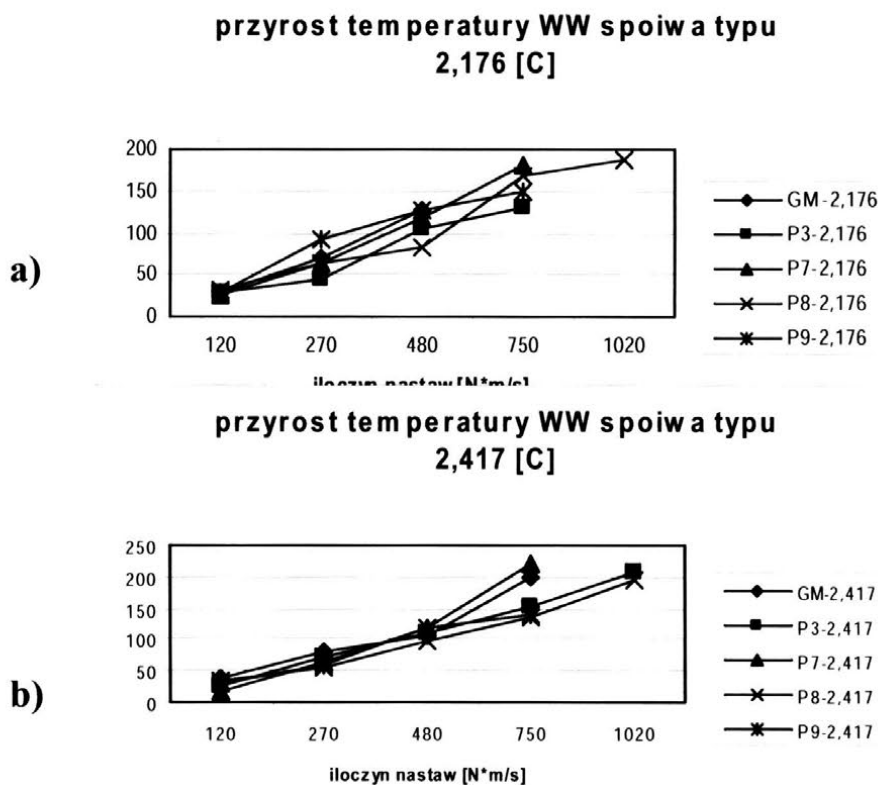 przyrost temperatury WW spoiwa typu
2,176 [C]
200
150
100
50
0
120 270 480 750 1020
iloczyn nastaw [N*m/s]
GM-2,176
P3-2,176
P7-2,176
P8-2,176
P9-2,176
a)
przyrost temperatury WW spoiwa typu
2,417 [C]
250
200
150
100
50
0
120 270 480 750 1020
iloczyn nastaw [N*m/s]
GM-2,417
P3-2,417
P7-2,417
P8-2,417
P9-2,417
b)